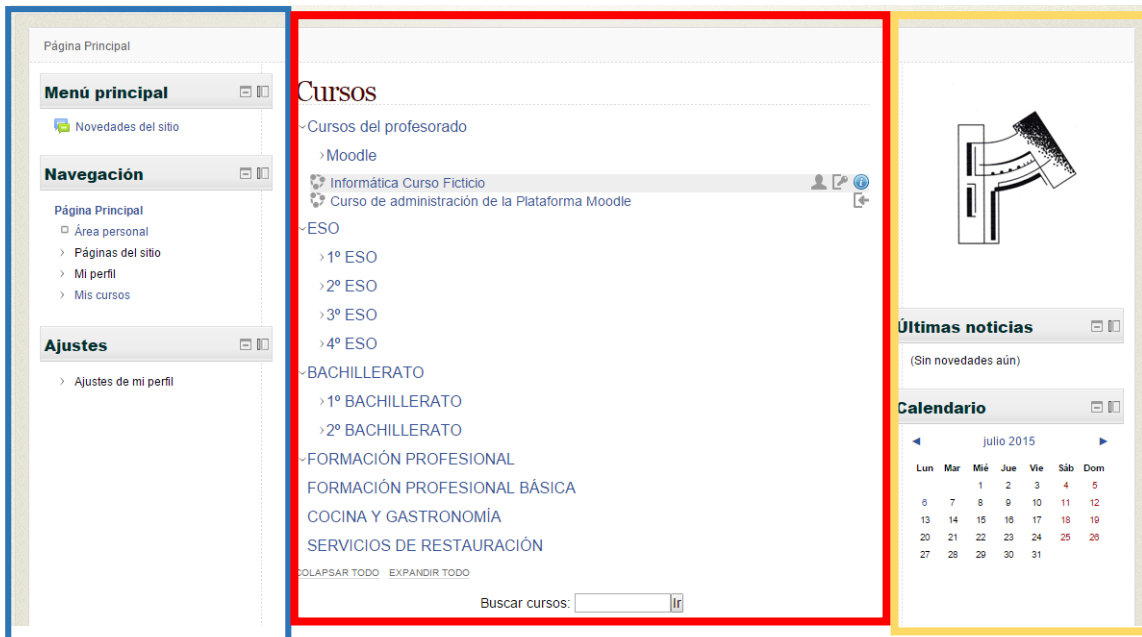 Página Principal
Menú principal
Novedades del sitio
Navegación
Página Principal
Área personal
Páginas del sitio
Mi perfil
Mis cursos
Ajustes
Ajustes de mi perfil
Cursos
Cursos del profesorado
Moodle
Informática Curso Ficticio
Curso de administración de la Plataforma Moodle
ESO
1º ESO
2º ESO
3º ESO
4º ESO
BACHILLERATO
1º BACHILLERATO
2º BACHILLERATO
FORMACIÓN PROFESIONAL
FORMACIÓN PROFESIONAL BÁSICA
COCINA Y GASTRONOMÍA
SERVICIOS DE RESTAURACIÓN
COLAPSAR TODO EXPANDIR TODO
Buscar cursos: Ir
Últimas noticias
(Sin novedades aún)
Calendario
◄ julio 2015 ►
Lun Mar Mié Jue Vie Sáb Dom
1 2 3 4 5
6 7 8 9 10 11 12
13 14 15 16 17 18 19
20 21 22 23 24 25 26
27 28 29 30 31